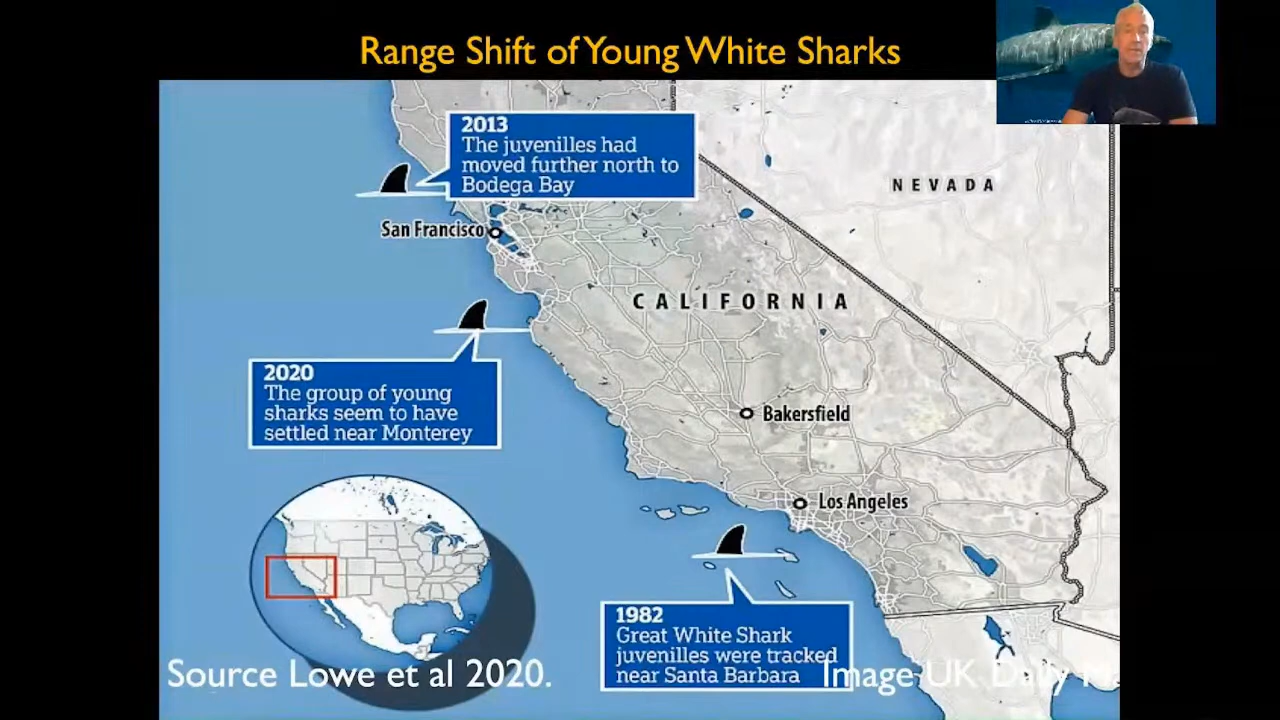 Range Shift of Young White Sharks
2013
The juvenilles had
moved further north to
Bodega Bay
NEVADA
San Francisco
CALIFORNIA
2020
The group of young
sharks seem to have
settled near Monterey
Bakersfield
Los Angeles
1982
Great White Shark
juvenilles were tracked
near Santa Barbara
Source Lowe et al 2020.
Image UK Daily